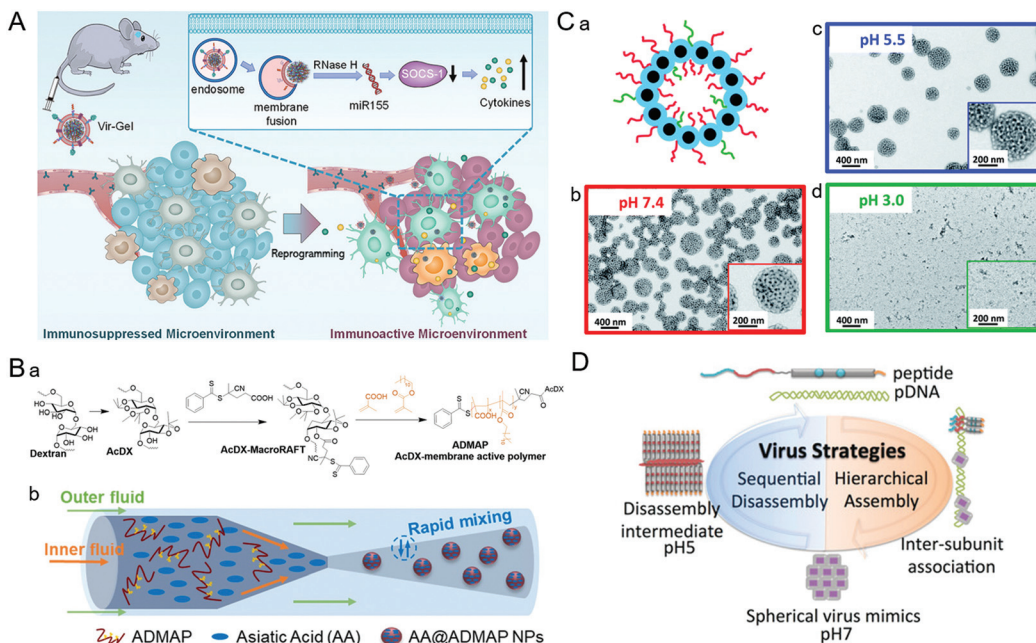 A
Vir-Gel
endosome
membrane
fusion
RNase H
miR155
SOCS-1
Cytokines
Reprogramming
Immunosuppressed Microenvironment
Immunoactive Microenvironment
B a
Dextran
AcDX
COOH
AcDX-MacroRAFT
AcDX
ADMAP
AcDX-membrane active polymer
b
Outer fluid
Inner fluid
Rapid mixing
ADMAP
Asiatic Acid (AA)
AA@ADMAP NPs
C a
b
pH 7.4
400 nm
200 nm
c
pH 5.5
400 nm
200 nm
d
pH 3.0
400 nm
200 nm
D
peptide
pDNA
Virus Strategies
Sequential
Disassembly
Hierarchical
Assembly
Disassembly
intermediate
pH5
Inter-subunit
association
Spherical virus mimics
pH7